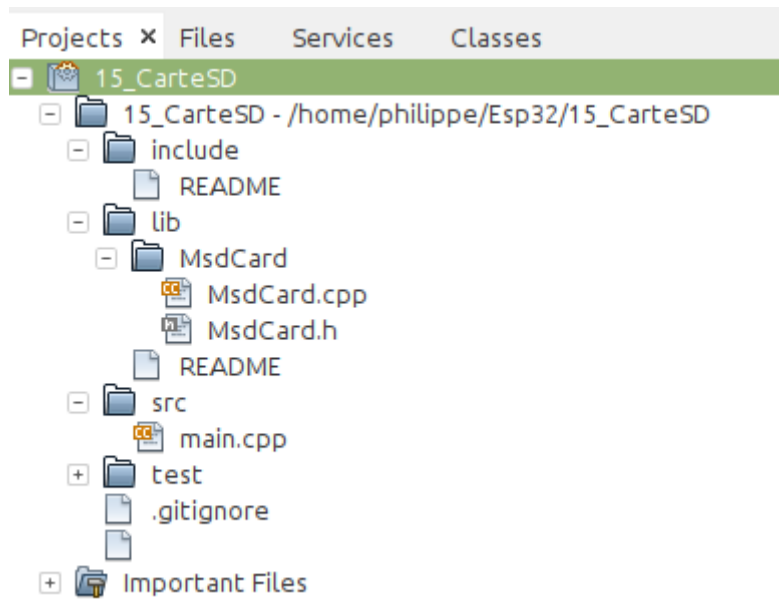 Projects × Files Services Classes
15_CarteSD
15_CarteSD - /home/philippe/Esp32/15_CarteSD
include
README
lib
MsdCard
MsdCard.cpp
MsdCard.h
README
src
main.cpp
test
.gitignore
Important Files